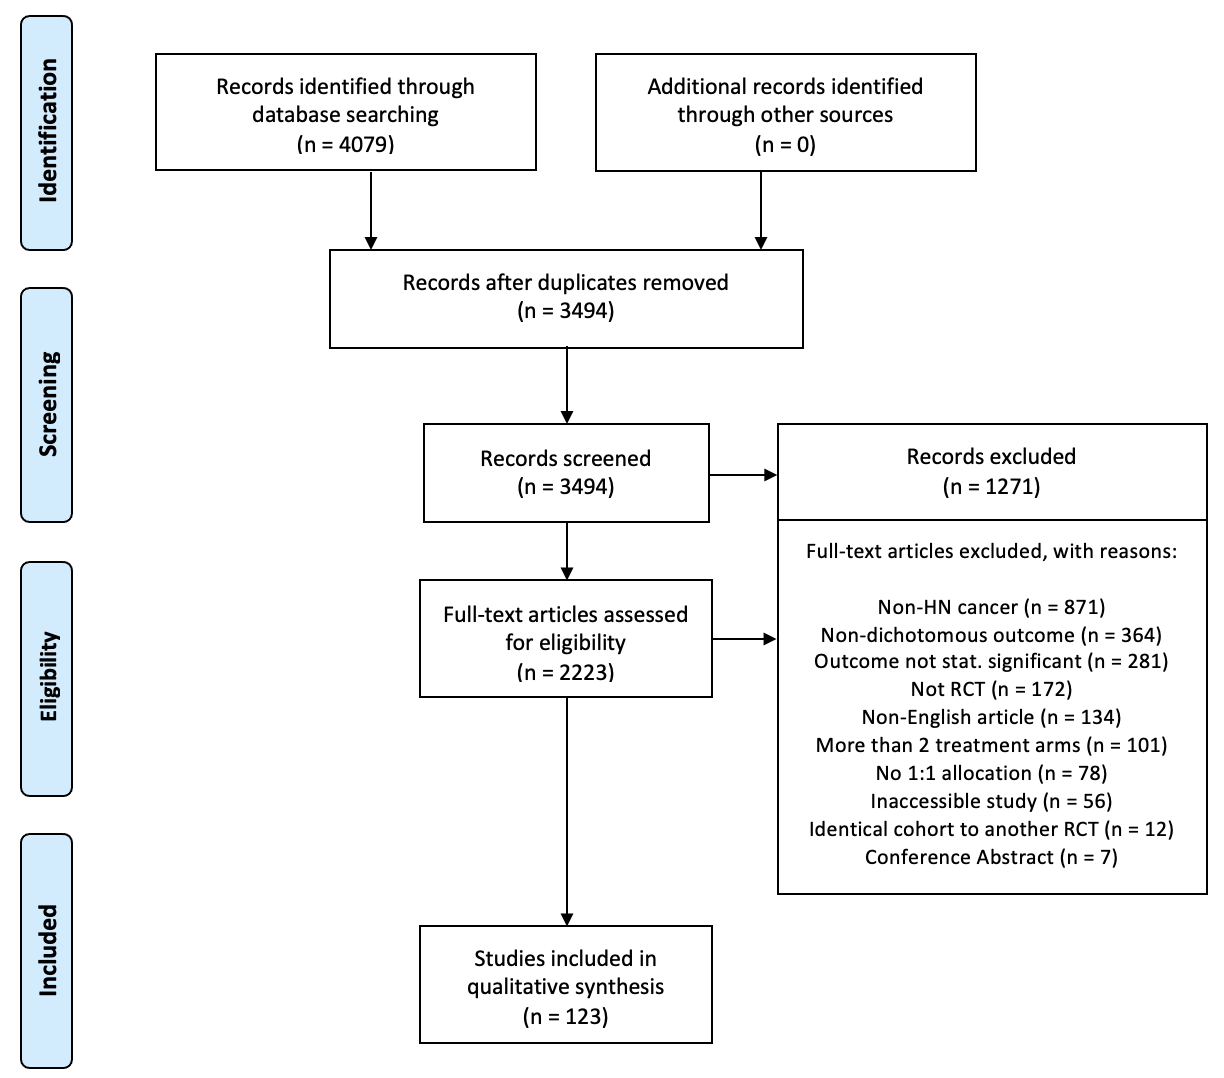 Identification
Records identified through
database searching
(n = 4079)
Additional records identified
through other sources
(n = 0)
Records after duplicates removed
(n = 3494)
Screening
Records screened
(n = 3494)
Records excluded
(n = 1271)
Eligibility
Full-text articles assessed
for eligibility
(n = 2223)
Full-text articles excluded, with reasons:
Non-HN cancer (n = 871)
Non-dichotomous outcome (n = 364)
Outcome not stat. significant (n = 281)
Not RCT (n = 172)
Non-English article (n = 134)
More than 2 treatment arms (n = 101)
No 1:1 allocation (n = 78)
Inaccessible study (n = 56)
Identical cohort to another RCT (n = 12)
Conference Abstract (n = 7)
Included
Studies included in
qualitative synthesis
(n = 123)